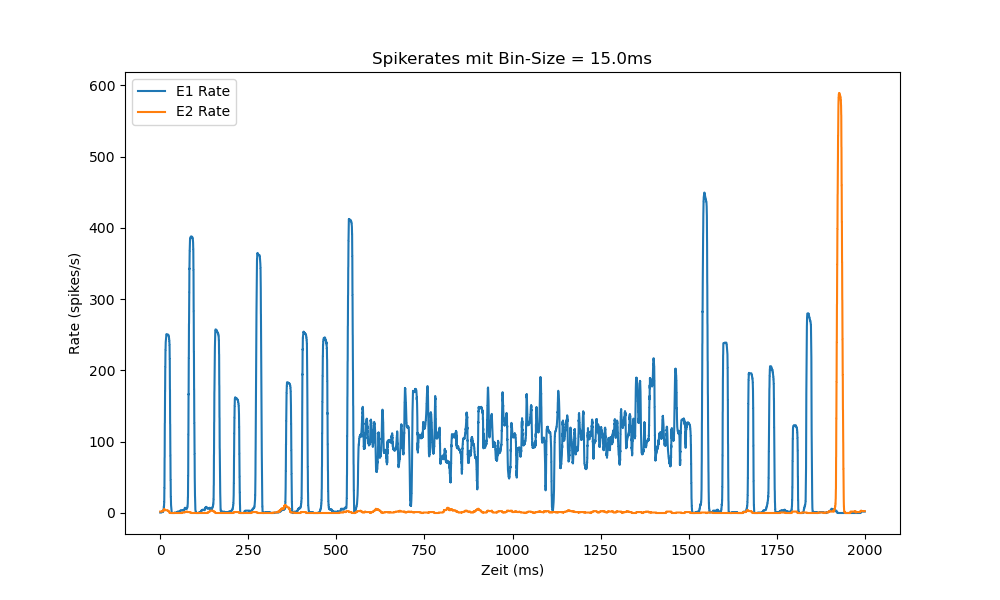 Spikerates mit Bin-Size = 15.0ms
E1 Rate
E2 Rate
Rate (spikes/s)
600
500
400
300
200
100
0
0 250 500 750 1000 1250 1500 1750 2000
Zeit (ms)